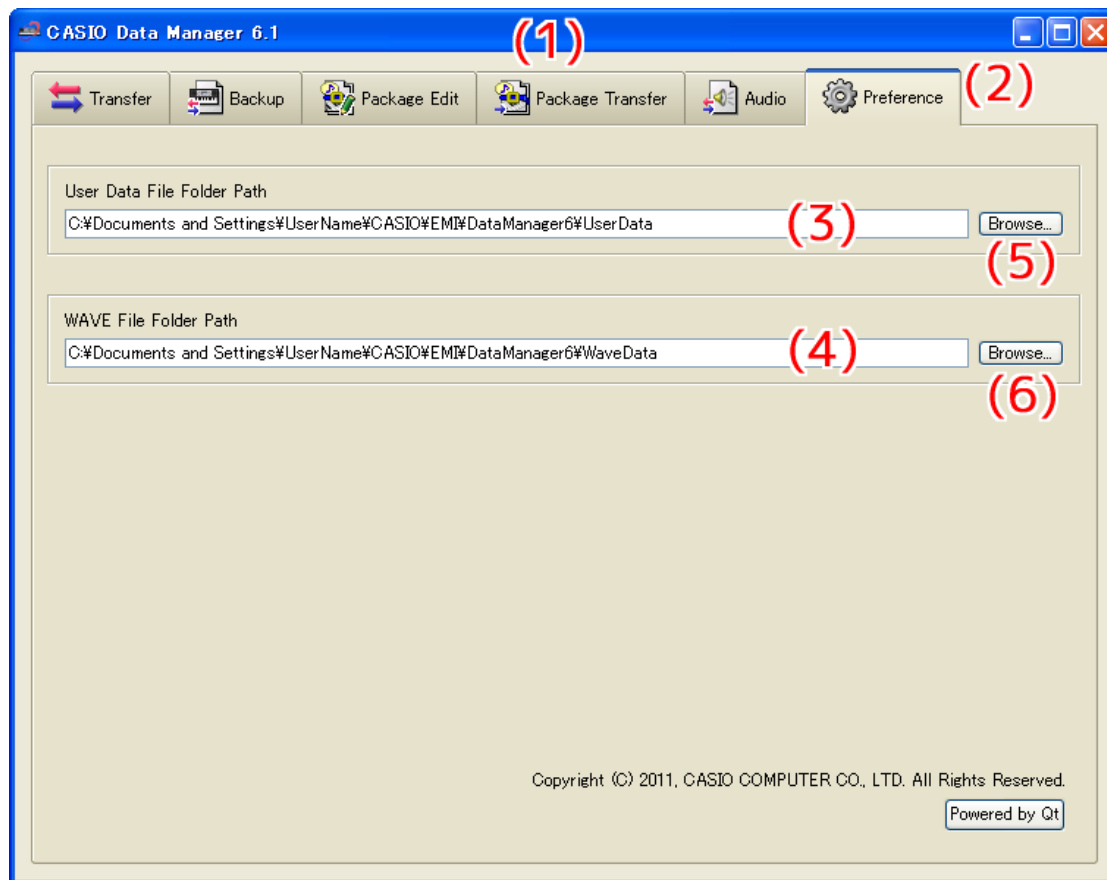 CASIO Data Manager 6.1
(1)
Transfer Backup Package Edit Package Transfer Audio Preference
(2)
User Data File Folder Path
C:¥Documents and Settings¥UserName¥CASIO¥EMI¥DataManager6¥UserData
(3)
Browse...
(5)
WAVE File Folder Path
C:¥Documents and Settings¥UserName¥CASIO¥EMI¥DataManager6¥WaveData
(4)
Browse...
(6)
Copyright (C) 2011, CASIO COMPUTER CO., LTD. All Rights Reserved.
Powered by Qt